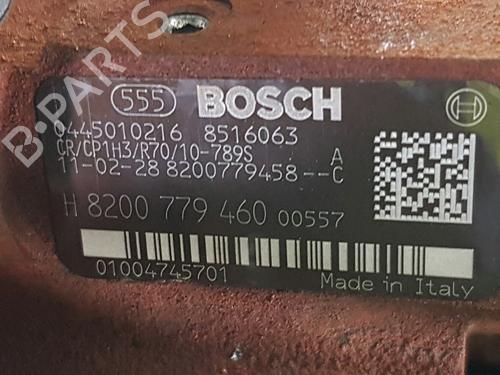 B-PARTS
555 BOSCH
0445010216 8516063
CR/CP1H3/R70/10-789S A
11-02-28 8200779458--C
H 8200 779 460 00557
01004745701
Made in Italy